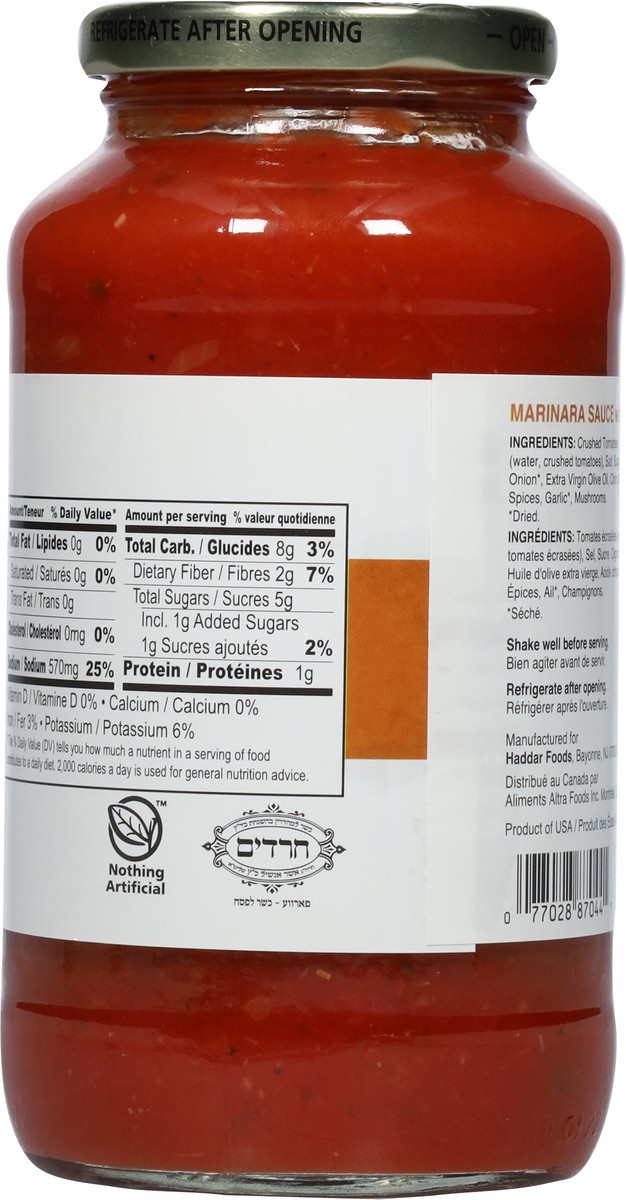 REFRIGERATE AFTER OPENING
— OPEN —
Amount/Teneur % Daily Value*
Total Fat / Lipides 0g 0%
Saturated / Saturés 0g 0%
Trans Fat / Trans 0g
Cholesterol / Cholestérol 0mg 0%
Sodium / Sodium 570mg 25%
Amount per serving % valeur quotidienne
Total Carb. / Glucides 8g 3%
Dietary Fiber / Fibres 2g 7%
Total Sugars / Sucres 5g
Incl. 1g Added Sugars
1g Sucres ajoutés 2%
Protein / Protéines 1g
Vitamin D / Vitamine D 0% • Calcium / Calcium 0%
Iron / Fer 3% • Potassium / Potassium 6%
*The % Daily Value (DV) tells you how much a nutrient in a serving of food
contributes to a daily diet. 2,000 calories a day is used for general nutrition advice.
TM
Nothing
Artificial
כשר למהדרין בהשגחת בד"ץ
חרדים
פארווע - כשר לפסח
MARINARA SAUCE
INGREDIENTS: Crushed Tomatoes
(water, crushed tomatoes), Salt,
Onion*, Extra Virgin Olive Oil,
Spices, Garlic*, Mushrooms.
*Dried.
INGRÉDIENTS: Tomates écrasées
tomates écrasées), Sel, Sucre,
Huile d'olive extra vierge, Acide
Épices, Ail*, Champignons.
*Séché.
Shake well before serving.
Bien agiter avant de servir.
Refrigerate after opening.
Réfrigérer après l'ouverture.
Manufactured for
Haddar Foods, Bayonne, NJ
Distribué au Canada par
Aliments Altra Foods Inc.
Product of USA / Produit des
0 77028 87044